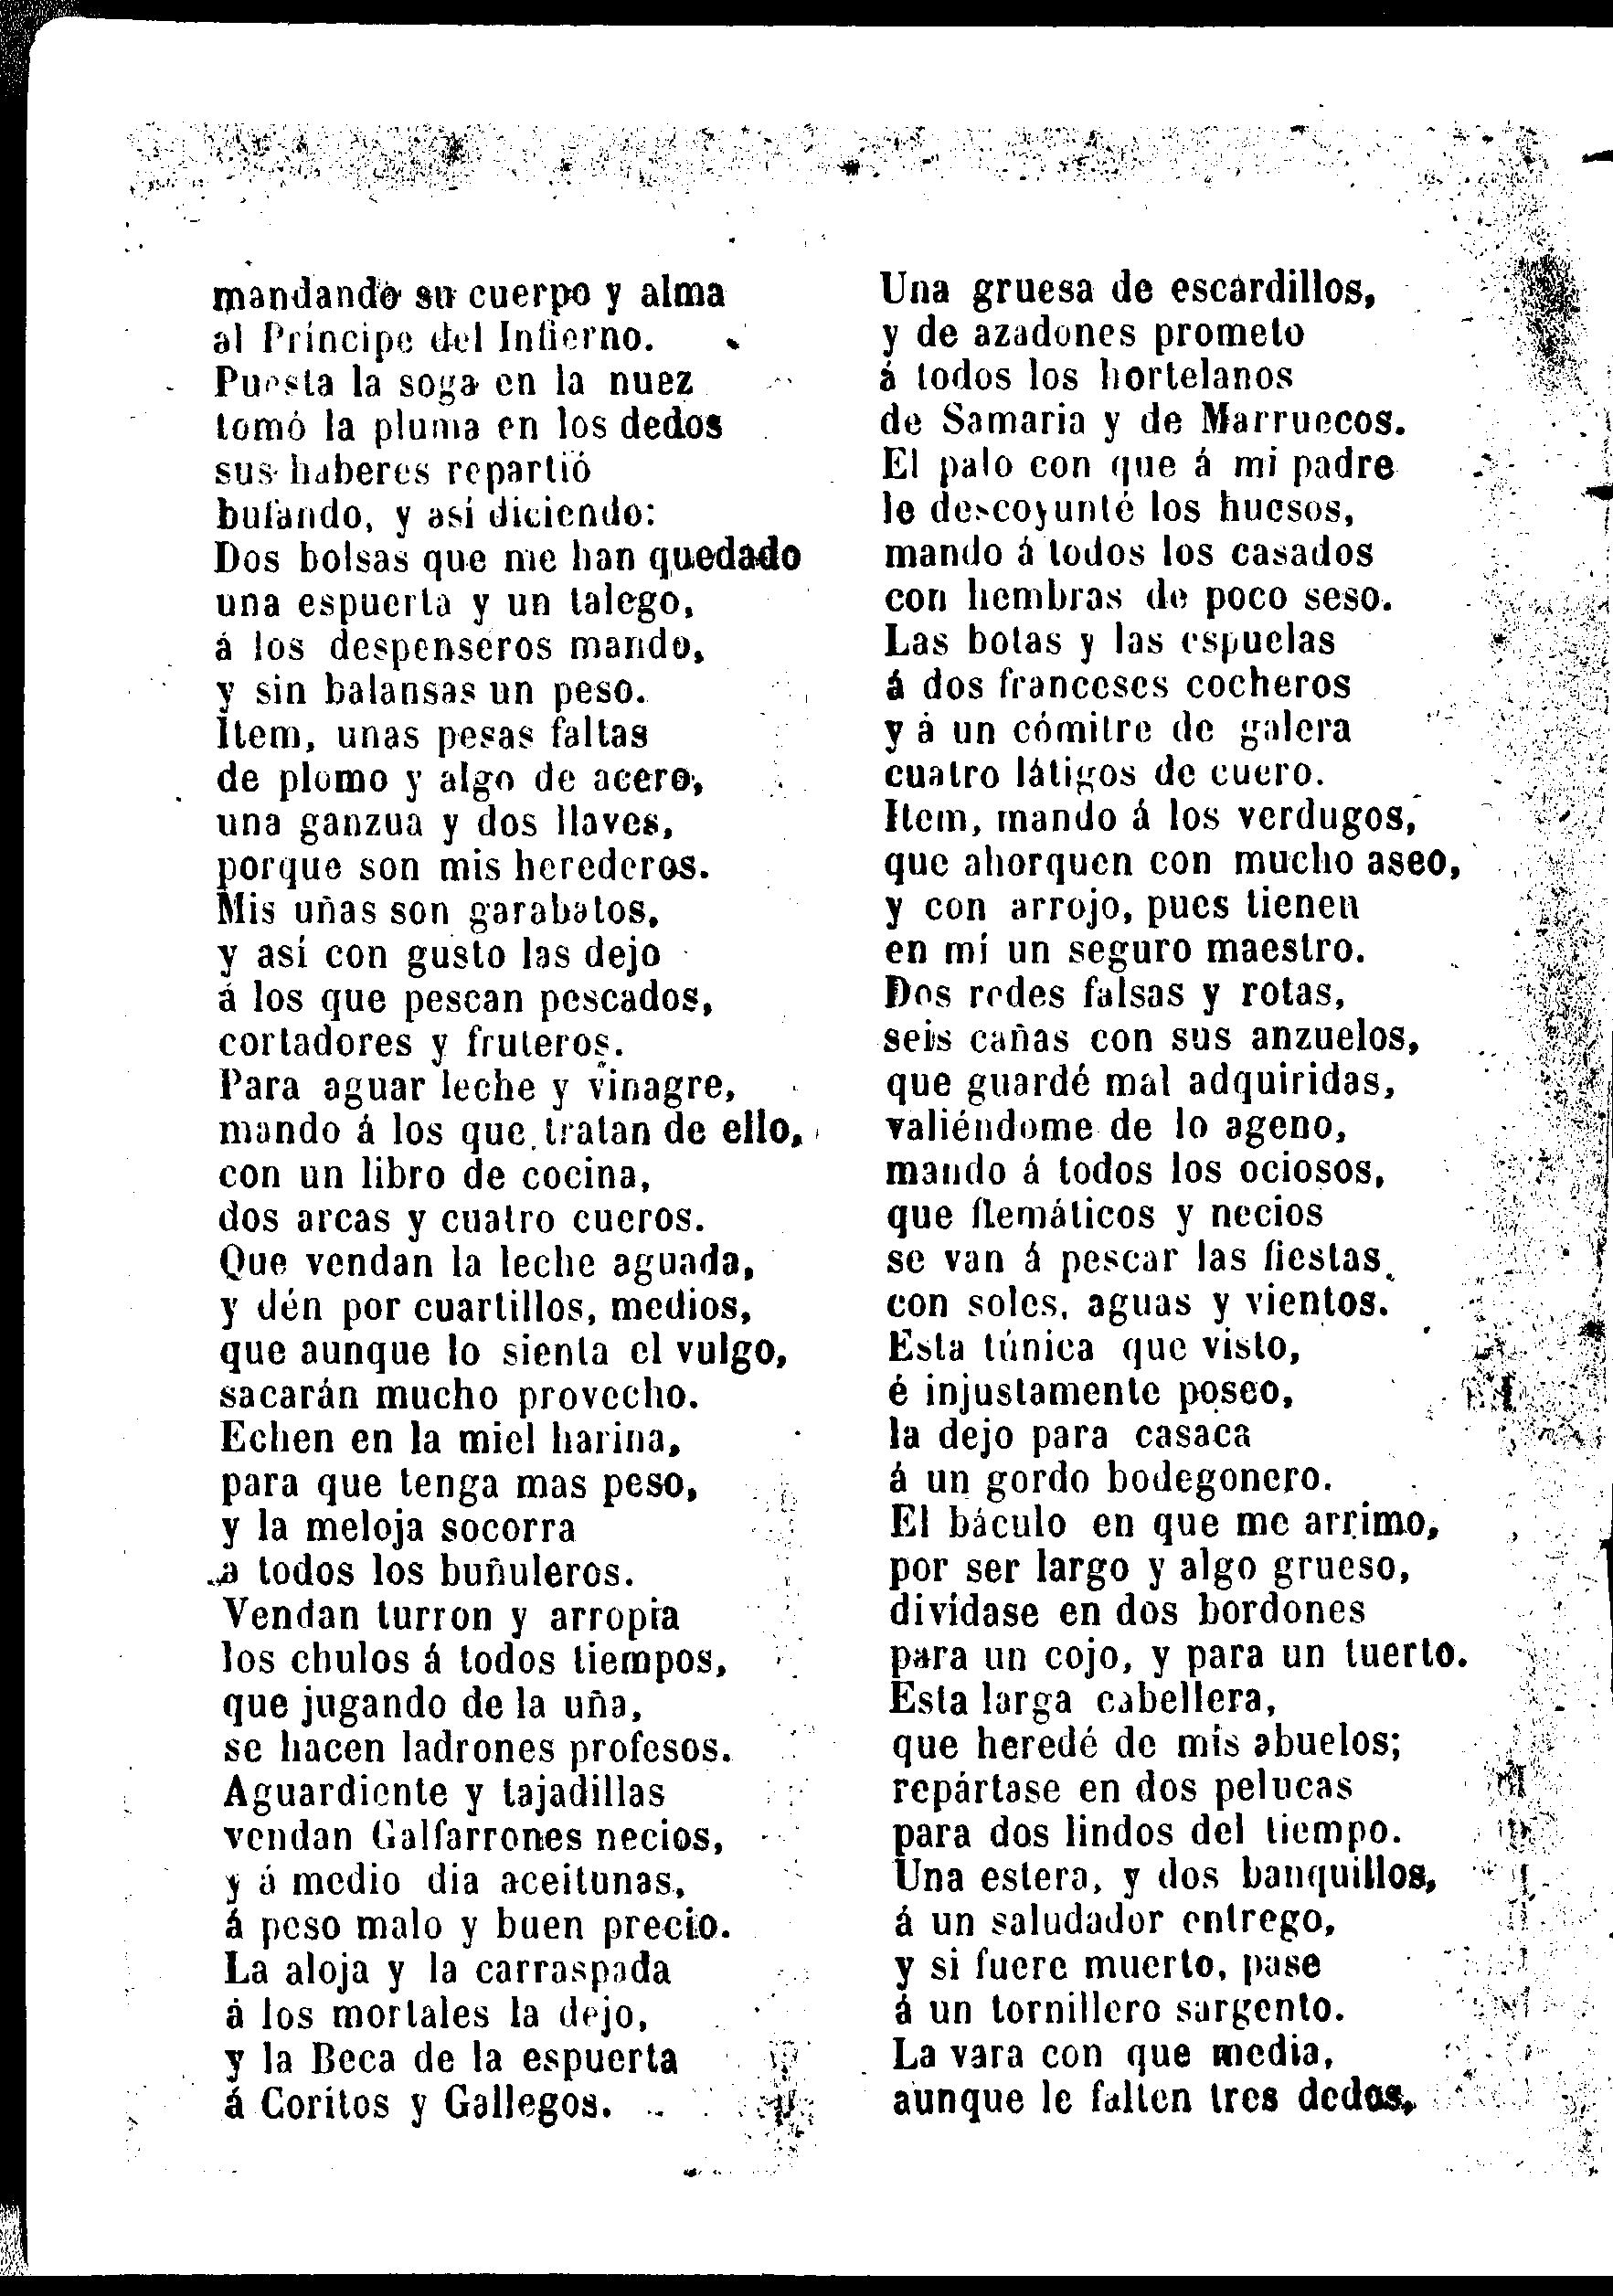 mandando su cuerpo y alma
al Príncipe del Infierno.
Puesta la soga en la nuez
tomó la pluma en los dedos
sus haberes repartió
bufando, y así diciendo:
Dos bolsas que me han quedado
una espuerta y un talego,
á los despenseros mando,
y sin balansas un peso.
Item, unas pesas faltas
de plomo y algo de acero,
una ganzua y dos llaves,
porque son mis herederos.
Mis uñas son garabatos,
y así con gusto las dejo
á los que pescan pescados,
cortadores y fruteros.
Para aguar leche y vinagre,
mando á los que tratan de ello,
con un libro de cocina,
dos arcas y cuatro cueros.
Que vendan la leche aguada,
y dén por cuartillos, medios,
que aunque lo sienta el vulgo,
sacarán mucho provecho.
Echen en la miel harina,
para que tenga mas peso,
y la meloja socorra
a todos los buñuleros.
Vendan turron y arropia
los chulos á todos tiempos,
que jugando de la uña,
se hacen ladrones profesos.
Aguardiente y tajadillas
vendan Galfarrones necios,
y á medio dia aceitunas,
á peso malo y buen precio.
La aloja y la carraspada
á los mortales la dejo,
y la Beca de la espuerta
á Coritos y Gallegos.
Una gruesa de escardillos,
y de azadones prometo
á todos los hortelanos
de Samaria y de Marruecos.
El palo con que á mi padre
le descoyunté los huesos,
mando á todos los casados
con hembras de poco seso.
Las botas y las espuelas
á dos franceses cocheros
y á un cómitre de galera
cuatro látigos de cuero.
Item, mando á los verdugos,
que ahorquen con mucho aseo,
y con arrojo, pues tienen
en mí un seguro maestro.
Dos redes falsas y rotas,
seis cañas con sus anzuelos,
que guardé mal adquiridas,
valiéndome de lo ageno,
mando á todos los ociosos,
que flemáticos y necios
se van á pescar las fiestas
con soles, aguas y vientos.
Esta túnica que visto,
é injustamente poseo,
la dejo para casaca
á un gordo bodegonero.
El báculo en que me arrimo,
por ser largo y algo grueso,
divídase en dos bordones
para un cojo, y para un tuerto.
Esta larga cabellera,
que heredé de mis abuelos;
repártase en dos pelucas
para dos lindos del tiempo.
Una estera, y dos banquillos,
á un saludador entrego,
y si fuere muerto, pase
á un tornillero sargento.
La vara con que media,
aunque le falten tres dedos,